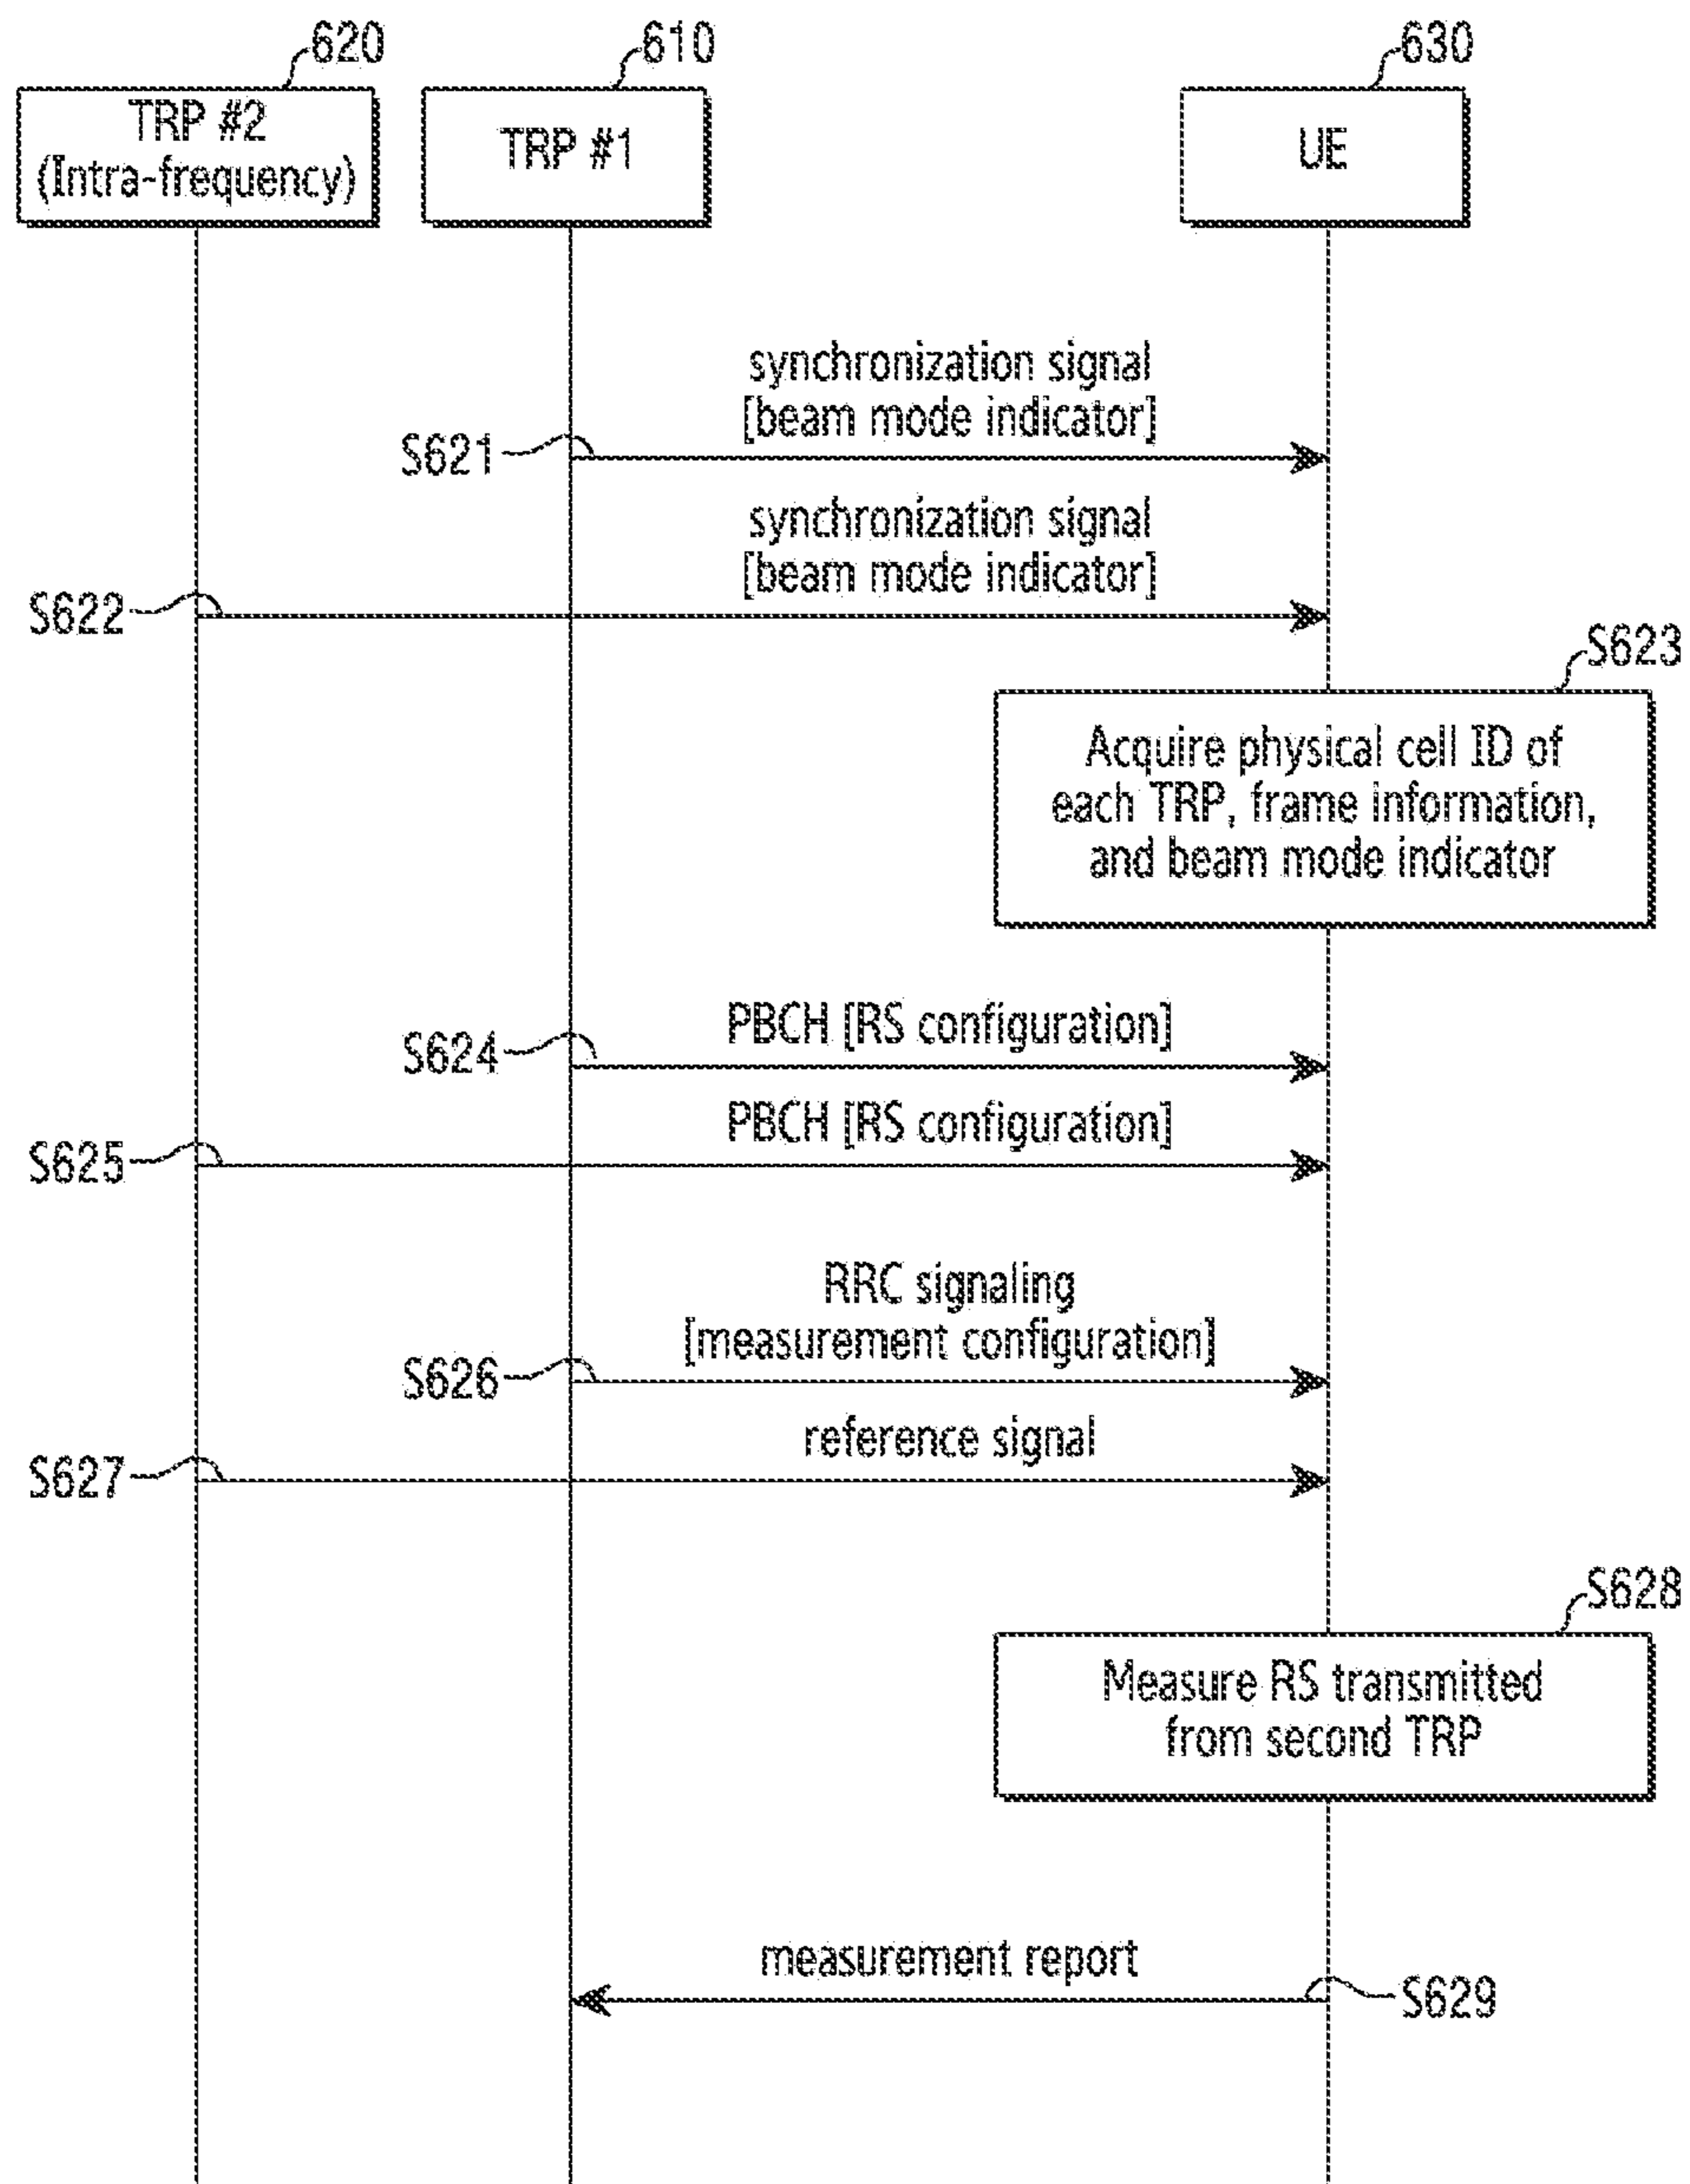 620
610
630
TRP #2
(Intra-frequency)
TRP #1
UE
synchronization signal
[beam mode indicator]
S621
synchronization signal
[beam mode indicator]
S622
S623
Acquire physical cell ID of
each TRP, frame information,
and beam mode indicator
PBCH [RS configuration]
S624
PBCH [RS configuration]
S625
RRC signaling
[measurement configuration]
S626
reference signal
S627
S628
Measure RS transmitted
from second TRP
measurement report
S629